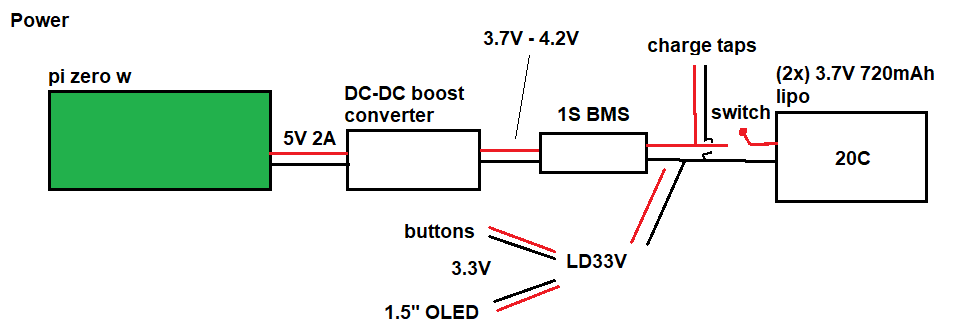 Power
3.7V - 4.2V
charge taps
pi zero w
DC-DC boost
converter
1S BMS
(2x) 3.7V 720mAh
lipo
switch
5V 2A
20C
buttons
LD33V
3.3V
1.5" OLED